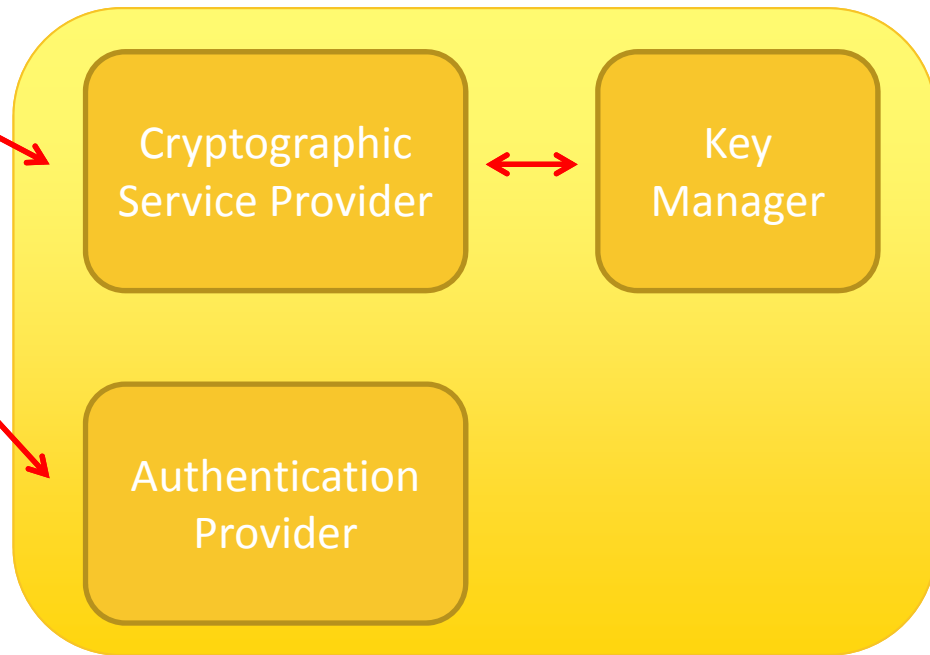 Cryptographic
Service Provider
Key
Manager
Authentication
Provider